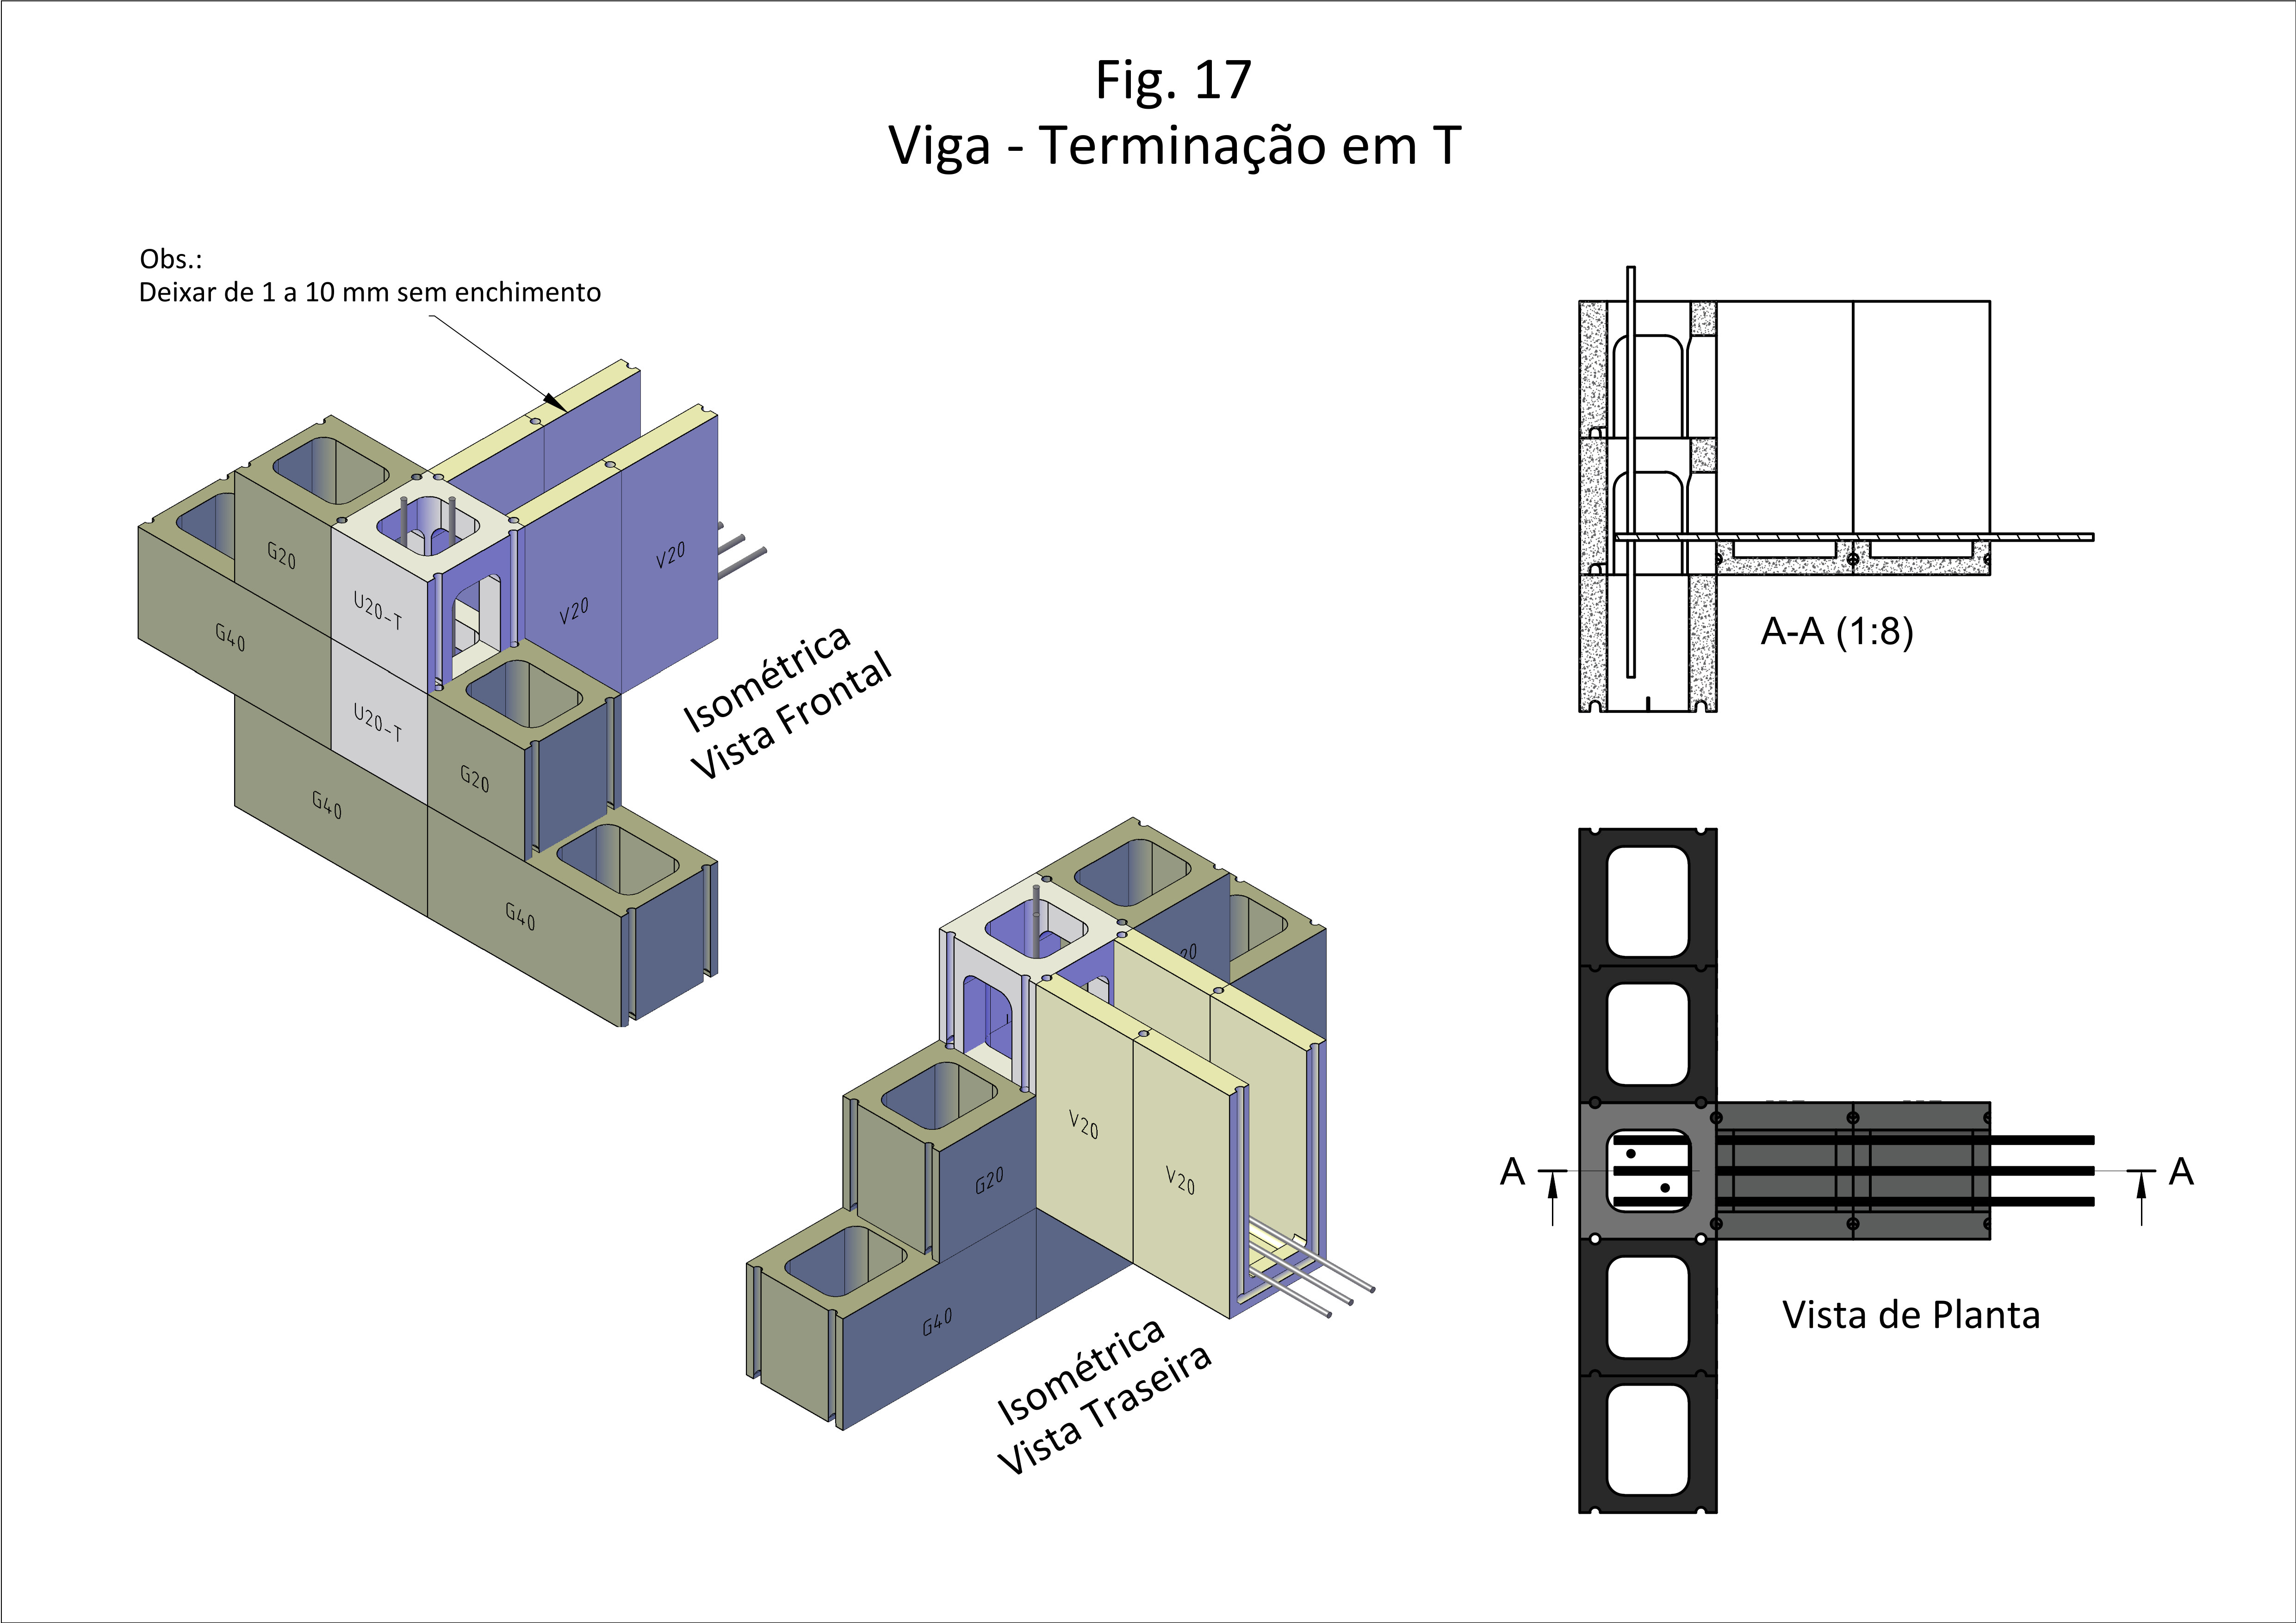 Fig. 17
Viga - Terminação em T
Obs.:
Deixar de 1 a 10 mm sem enchimento
G20
U20-T
V20
V20
G40
U20-T
G20
G40
G40
Isométrica
Vista Frontal
A-A (1:8)
20
V20
V20
G20
G40
Isométrica
Vista Traseira
A
A
Vista de Planta